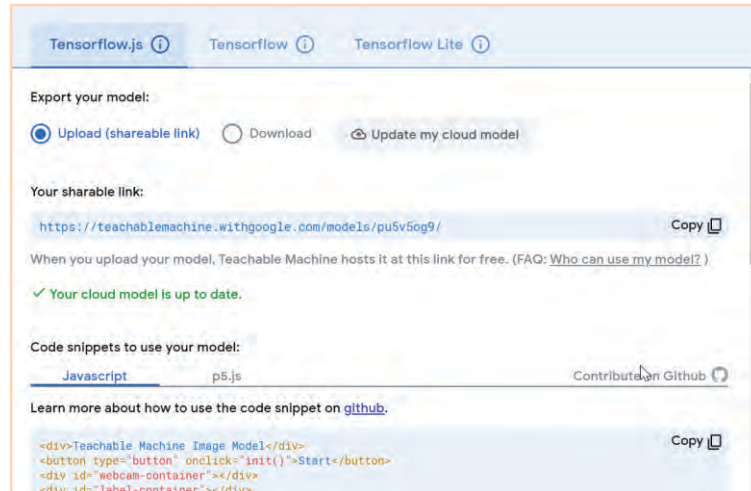 Tensorflow.js Tensorflow Tensorflow Lite
Export your model:
Upload (shareable link) Download Update my cloud model
Your sharable link:
https://teachablemachine.withgoogle.com/models/pu5v5og9/ Copy
When you upload your model, Teachable Machine hosts it at this link for free. (FAQ: Who can use my model? )
✓ Your cloud model is up to date.
Code snippets to use your model:
Javascript p5.js Contribute on Github
Learn more about how to use the code snippet on github.
<div>Teachable Machine Image Model</div> Copy
<button type="button" onclick="init()">Start</button>
<div id="webcam-container"></div>
<div id="label-container"></div>